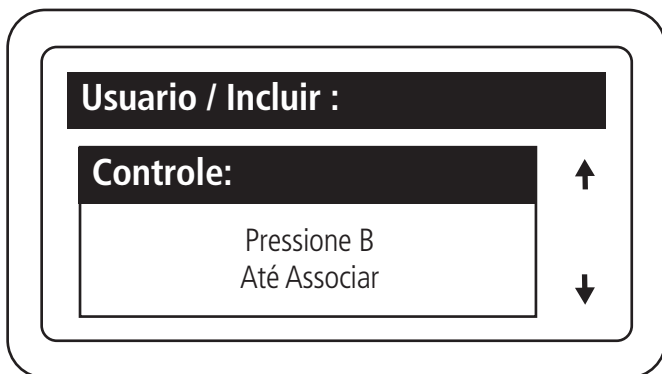 Usuario / Incluir :
Controle:
Pressione B
Até Associar